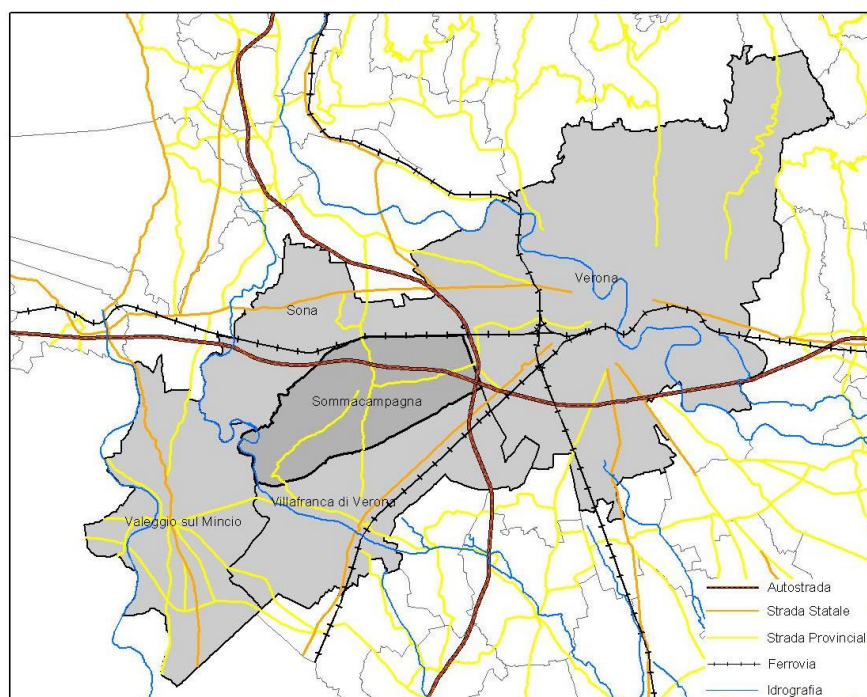 Verona
Sona
Sommacampagna
Villafranca di Verona
Valeggio sul Mincio
Autostrada
Strada Statale
Strada Provincial
Ferrovia
Idrografia